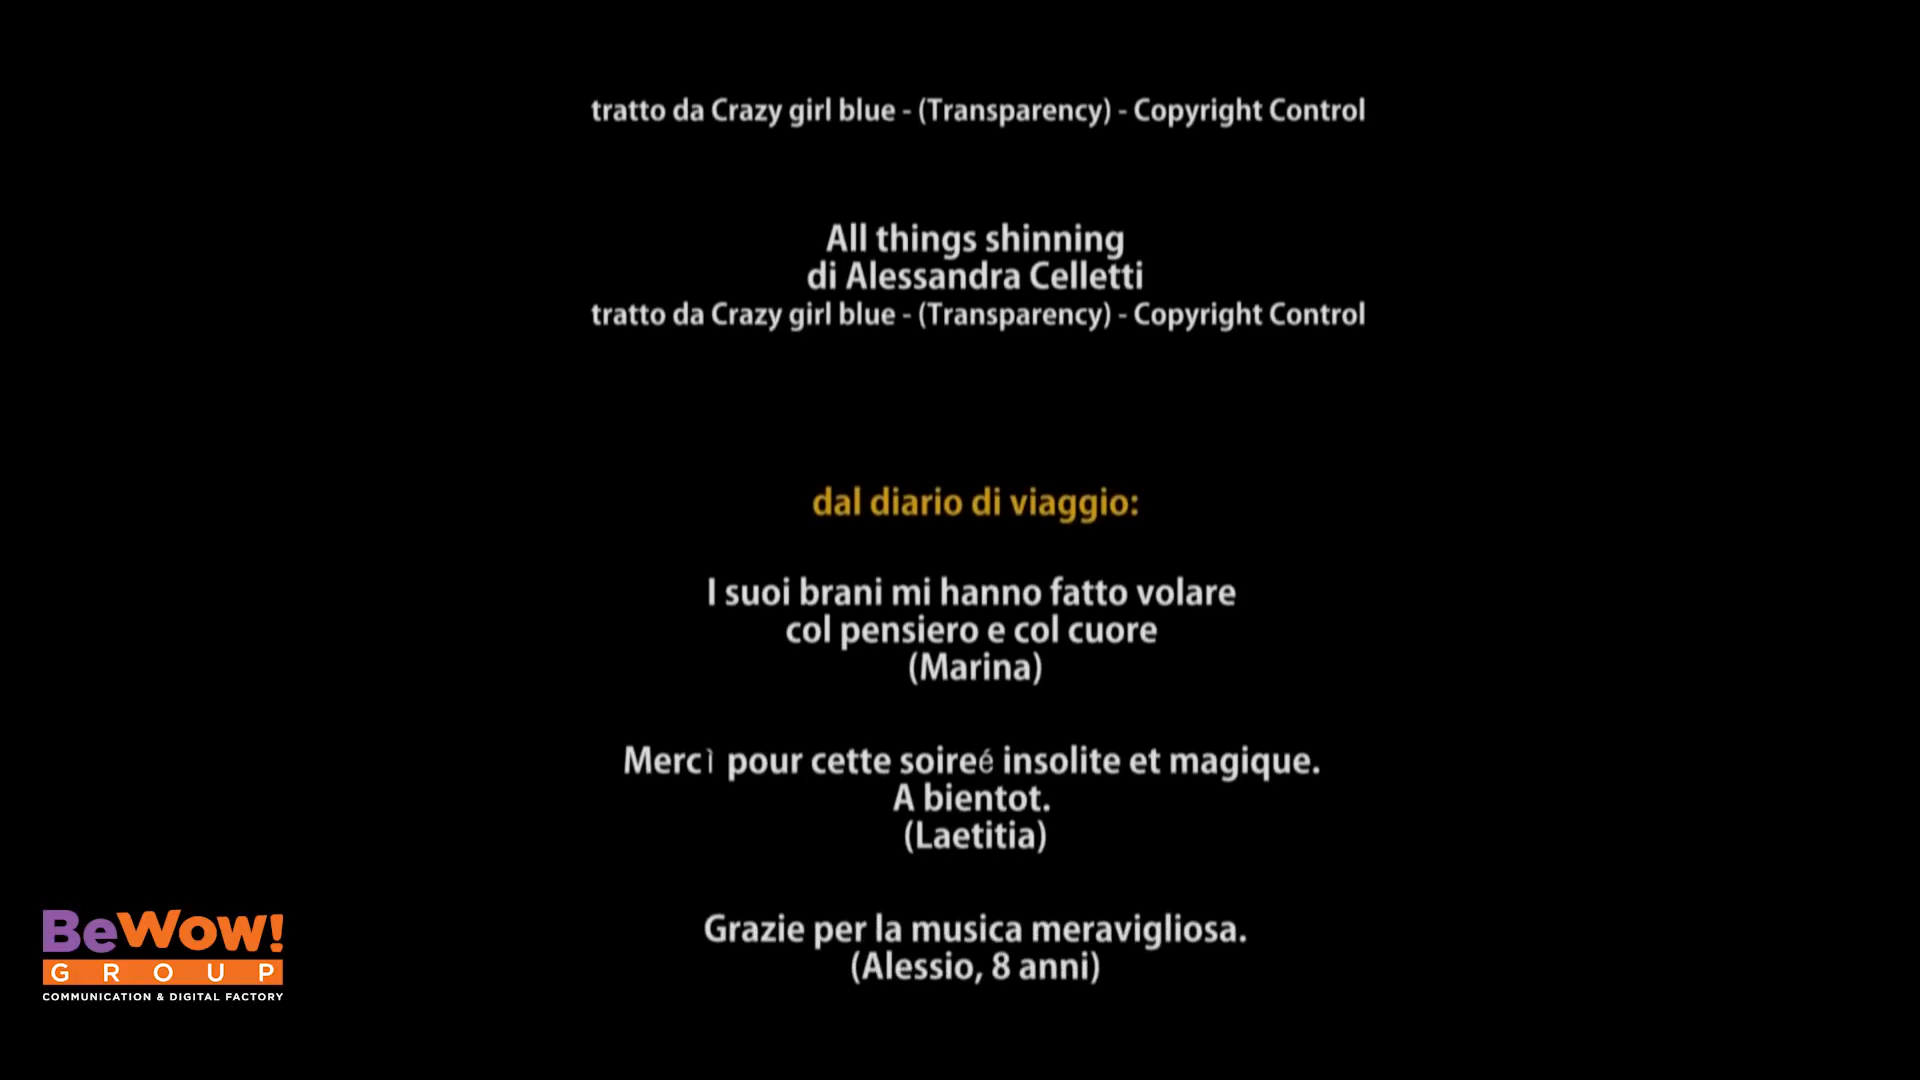 tratto da Crazy girl blue - (Transparency) - Copyright Control
All things shinning
di Alessandra Celletti
tratto da Crazy girl blue - (Transparency) - Copyright Control
dal diario di viaggio:
I suoi brani mi hanno fatto volare
col pensiero e col cuore
(Marina)
Mercì pour cette soireé insolite et magique.
A bientot.
(Laetitia)
Grazie per la musica meravigliosa.
(Alessio, 8 anni)
BeWow!
GROUP
COMMUNICATION & DIGITAL FACTORY